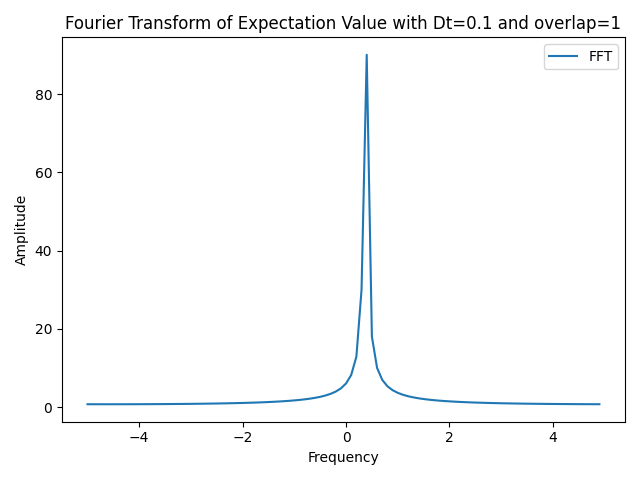 Fourier Transform of Expectation Value with Dt=0.1 and overlap=1
FFT
80
60
40
20
0
Amplitude
−4 −2 0 2 4
Frequency